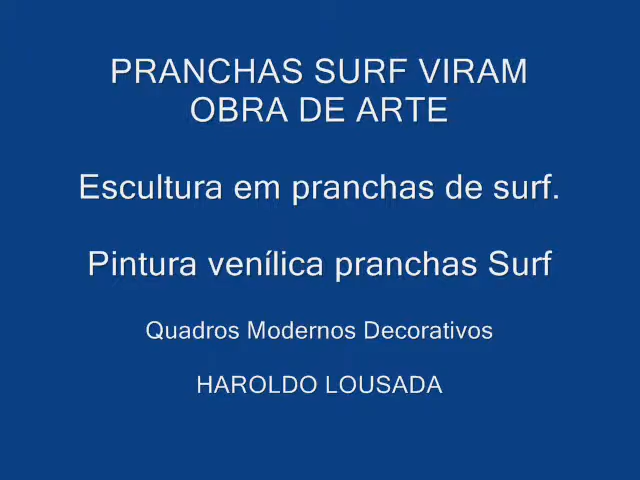 PRANCHAS SURF VIRAM
OBRA DE ARTE
Escultura em pranchas de surf.
Pintura venílica pranchas Surf
Quadros Modernos Decorativos
HAROLDO LOUSADA